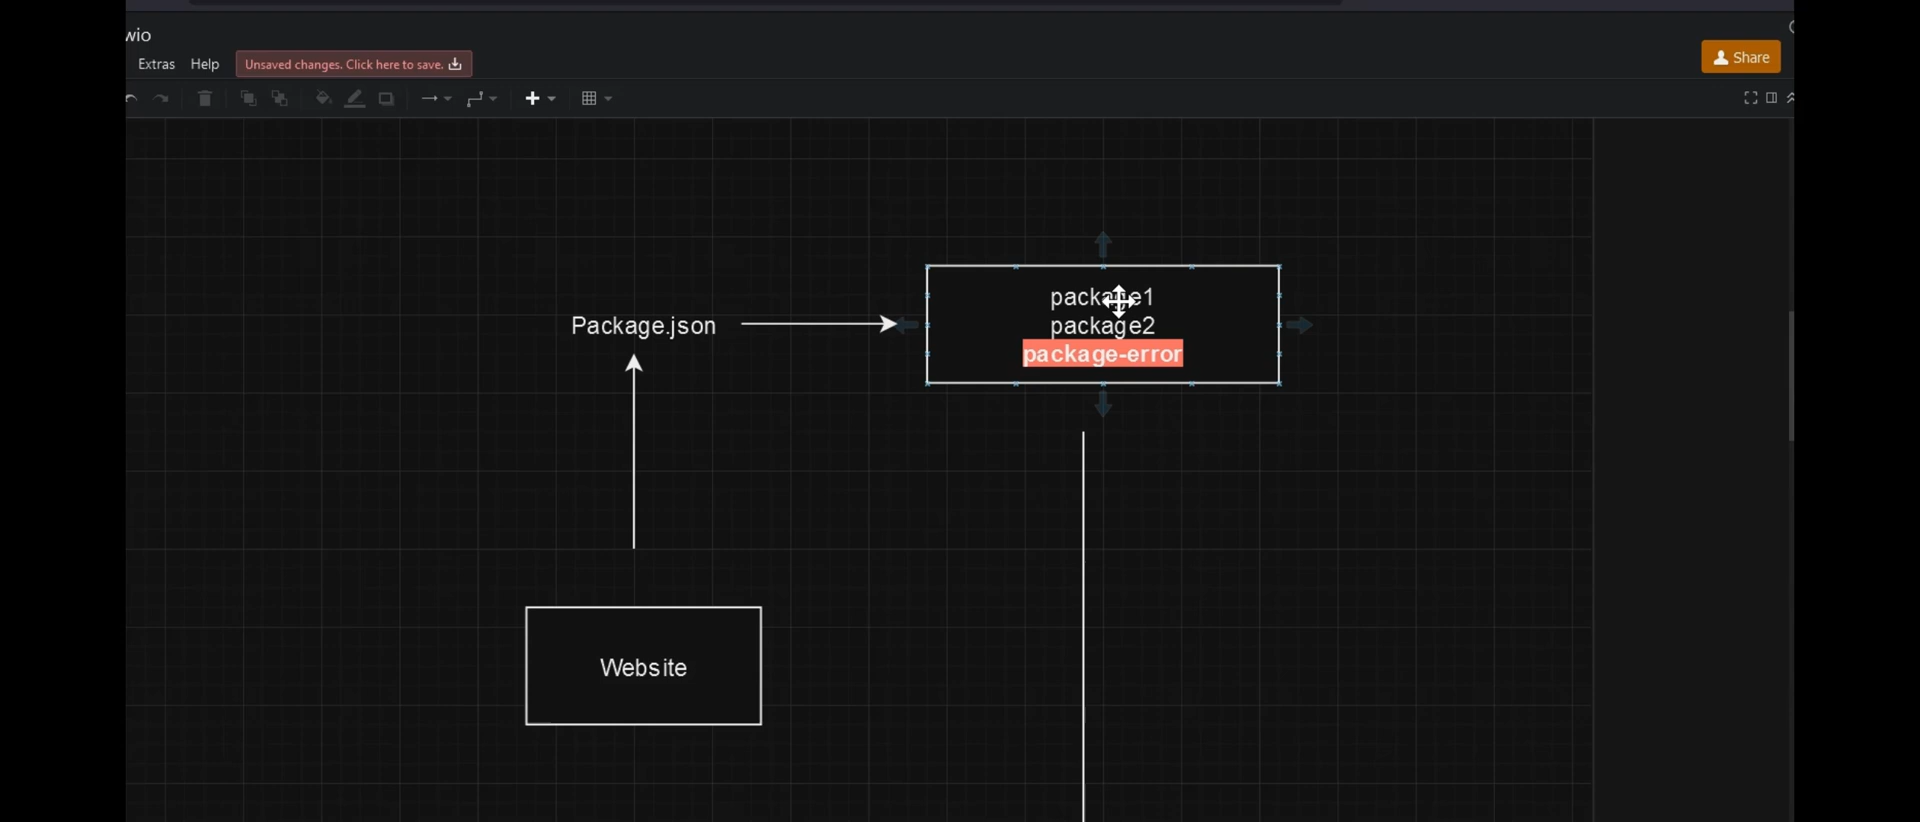 wio
Extras Help Unsaved changes. Click here to save.
Share
package1
package2
package-error
Package.json
Website